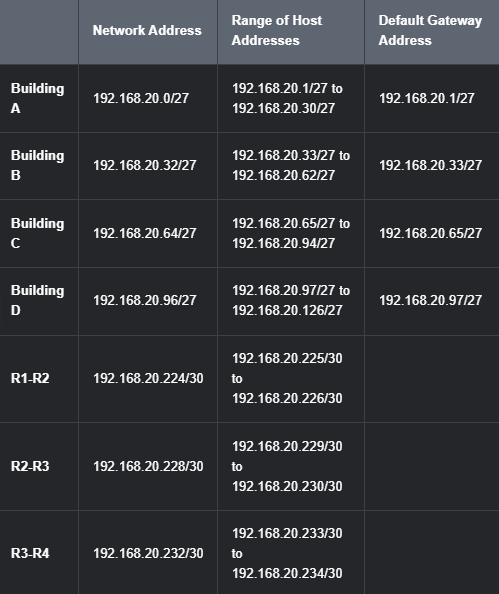 Network Address
Range of Host
Addresses
Default Gateway
Address
Building
A
192.168.20.0/27
192.168.20.1/27 to
192.168.20.30/27
192.168.20.1/27
Building
B
192.168.20.32/27
192.168.20.33/27 to
192.168.20.62/27
192.168.20.33/27
Building
C
192.168.20.64/27
192.168.20.65/27 to
192.168.20.94/27
192.168.20.65/27
Building
D
192.168.20.96/27
192.168.20.97/27 to
192.168.20.126/27
192.168.20.97/27
R1-R2
192.168.20.224/30
192.168.20.225/30
to
192.168.20.226/30
R2-R3
192.168.20.228/30
192.168.20.229/30
to
192.168.20.230/30
R3-R4
192.168.20.232/30
192.168.20.233/30
to
192.168.20.234/30